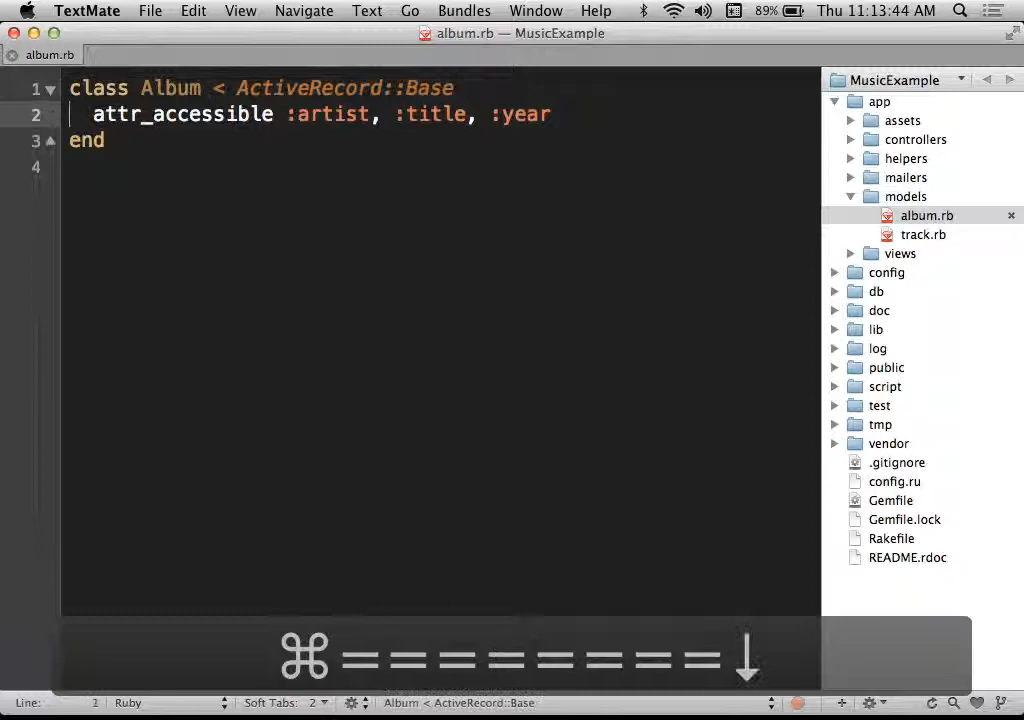 TextMate File Edit View Navigate Text Go Bundles Window Help 89% Thu 11:13:44 AM
album.rb — MusicExample
album.rb
1 class Album < ActiveRecord::Base
2 attr_accessible :artist, :title, :year
3 end
4
MusicExample
app
assets
controllers
helpers
mailers
models
album.rb
track.rb
views
config
db
doc
lib
log
public
script
test
tmp
vendor
.gitignore
config.ru
Gemfile
Gemfile.lock
Rakefile
README.rdoc
⌘========↓
Line: 1 Ruby Soft Tabs: 2 Album < ActiveRecord::Base